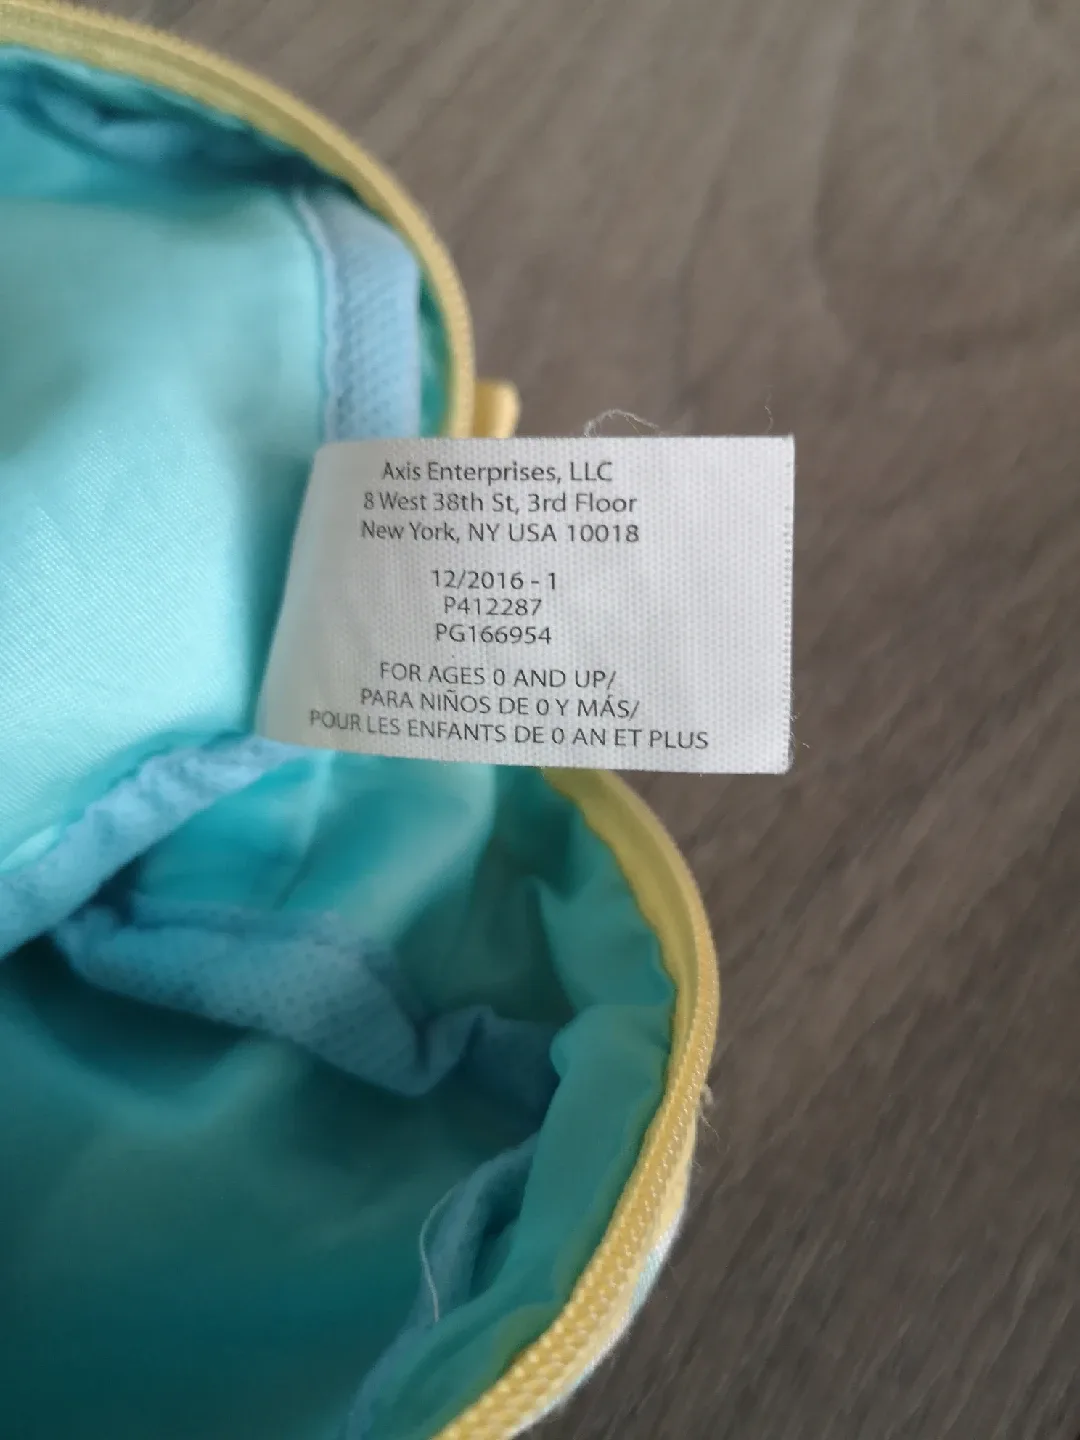 Axis Enterprises, LLC
8 West 38th St, 3rd Floor
New York, NY USA 10018
12/2016 - 1
P412287
PG166954
FOR AGES 0 AND UP/
PARA NIÑOS DE 0 Y MÁS/
POUR LES ENFANTS DE 0 AN ET PLUS